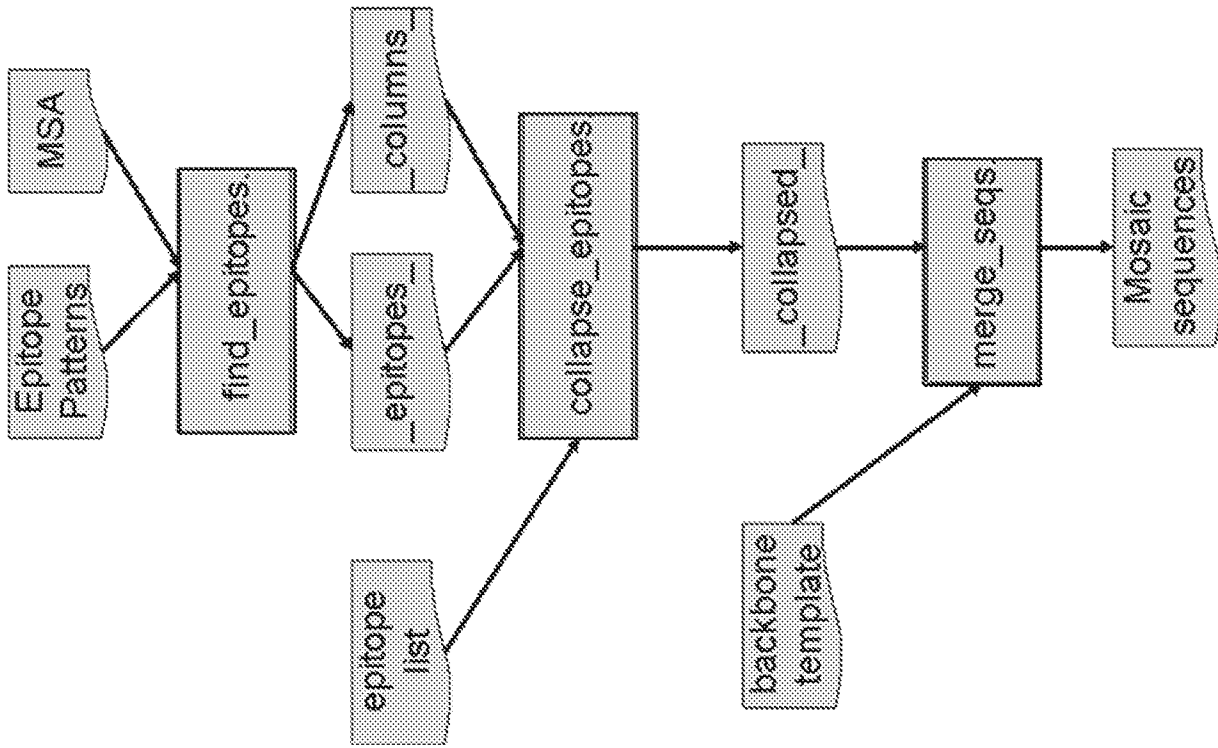 Epitope
Patterns
MSA
find_epitopes.
_epitopes_
_columns_
epitope
list
collapse_epitopes
_collapsed_
backbone
template
merge_seqs.
Mosaic
sequences